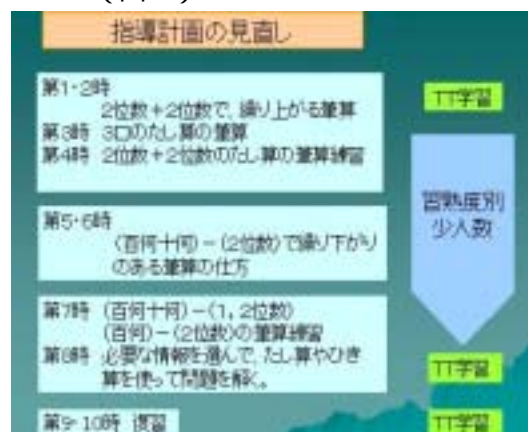 指導計画の見直し
第1・2時
2位数+2位数で、繰り上がる筆算
第3時 3口のたし算の筆算
第4時 2位数+2位数のたし算の筆算練習
第5・6時
(百何十何)-(2位数)で繰り下がり
のある筆算の仕方
第7時 (百何十何)-(1,2位数)
(百何)-(2位数)の筆算練習
第8時 必要な情報を選んで、たし算やひき
算を使って問題を解く。
第9・10時 復習
TT学習
習熟度別
少人数
TT学習
TT学習